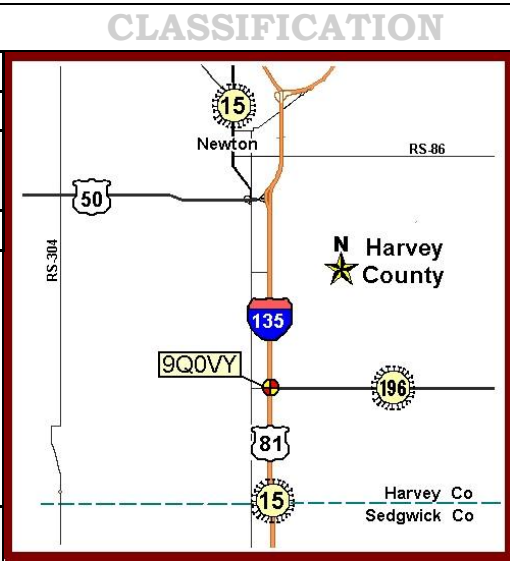 CLASSIFICATION
15
Newton
RS-86
50
RS-304
N Harvey
County
135
9Q0VY
196
81
15
Harvey Co
Sedgwick Co